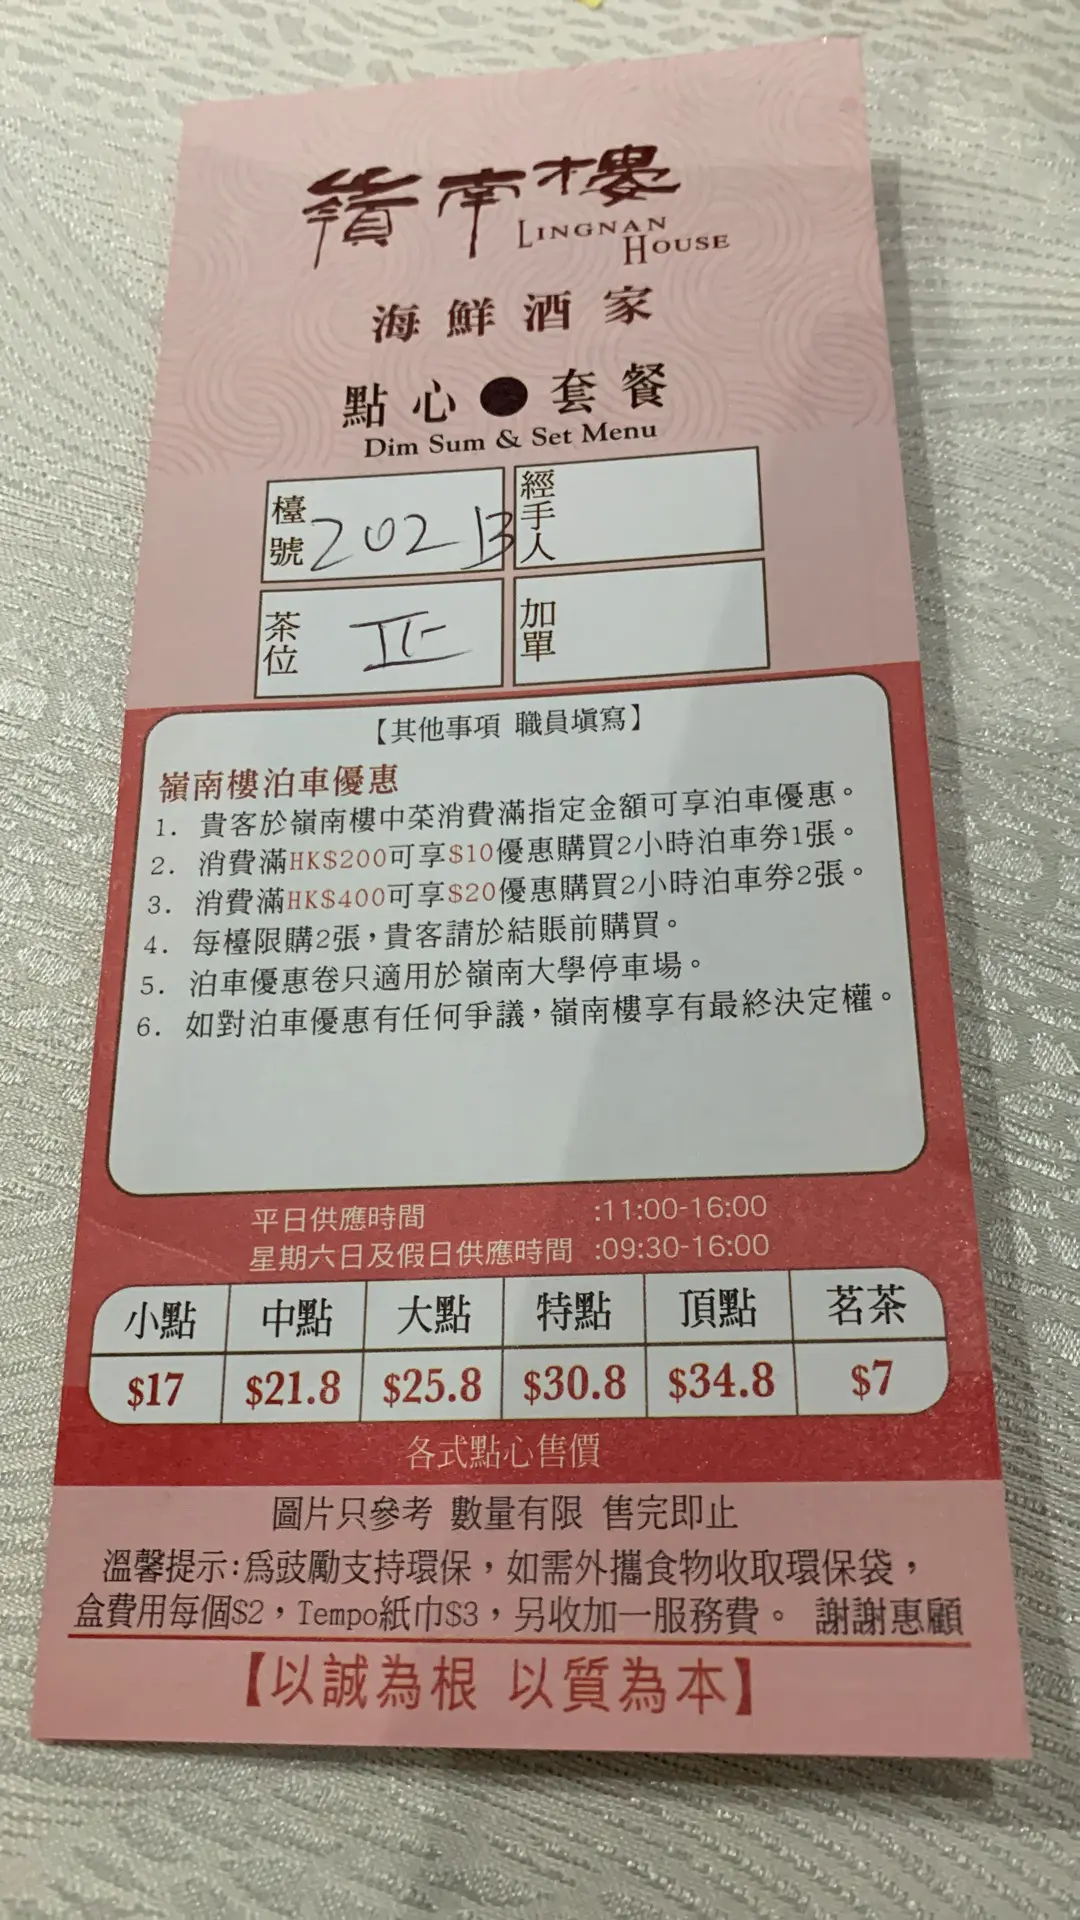 嶺南樓
LINGNAN HOUSE
海鮮酒家
點心●套餐
Dim Sum & Set Menu
檯號 202 B 經手人
茶位 正 加單
【其他事項 職員填寫】
嶺南樓泊車優惠
1. 貴客於嶺南樓中菜消費滿指定金額可享泊車優惠。
2. 消費滿HK$200可享$10優惠購買2小時泊車券1張。
3. 消費滿HK$400可享$20優惠購買2小時泊車券2張。
4. 每檯限購2張，貴客請於結賬前購買。
5. 泊車優惠卷只適用於嶺南大學停車場。
6. 如對泊車優惠有任何爭議，嶺南樓享有最終決定權。
平日供應時間 :11:00-16:00
星期六日及假日供應時間 :09:30-16:00
小點 中點 大點 特點 頂點 茗茶
$17 $21.8 $25.8 $30.8 $34.8 $7
各式點心售價
圖片只參考 數量有限 售完即止
溫馨提示:為鼓勵支持環保，如需外攜食物收取環保袋，
盒費用每個$2，Tempo紙巾$3，另收加一服務費。 謝謝惠顧
【以誠為根 以質為本】